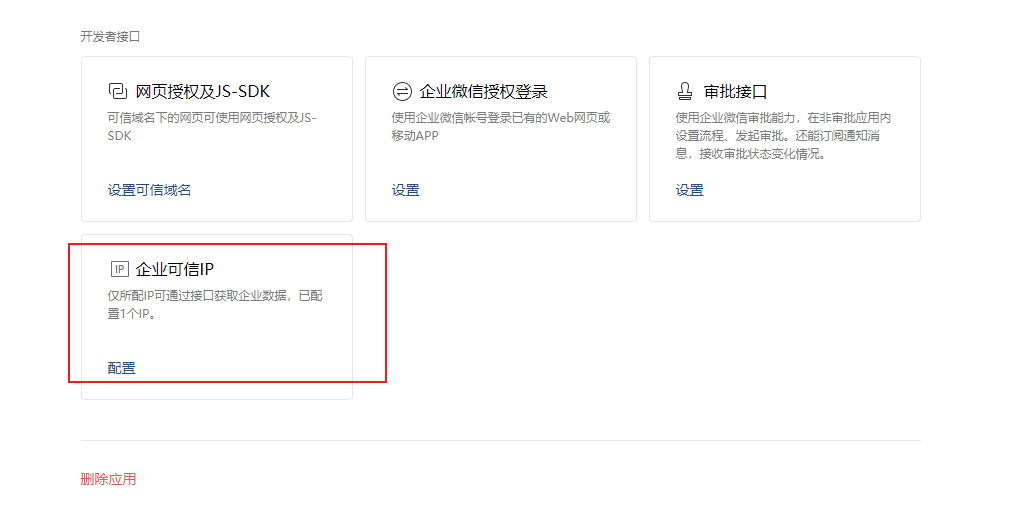 开发者接口
网页授权及JS-SDK
可信域名下的网页可使用网页授权及JS-
SDK
设置可信域名
企业微信授权登录
使用企业微信帐号登录已有的Web网页或
移动APP
设置
审批接口
使用企业微信审批能力，在非审批应用内
设置流程、发起审批。还能订阅通知消
息，接收审批状态变化情况。
设置
IP 企业可信IP
仅所配IP可通过接口获取企业数据，已配
置1个IP。
配置
删除应用